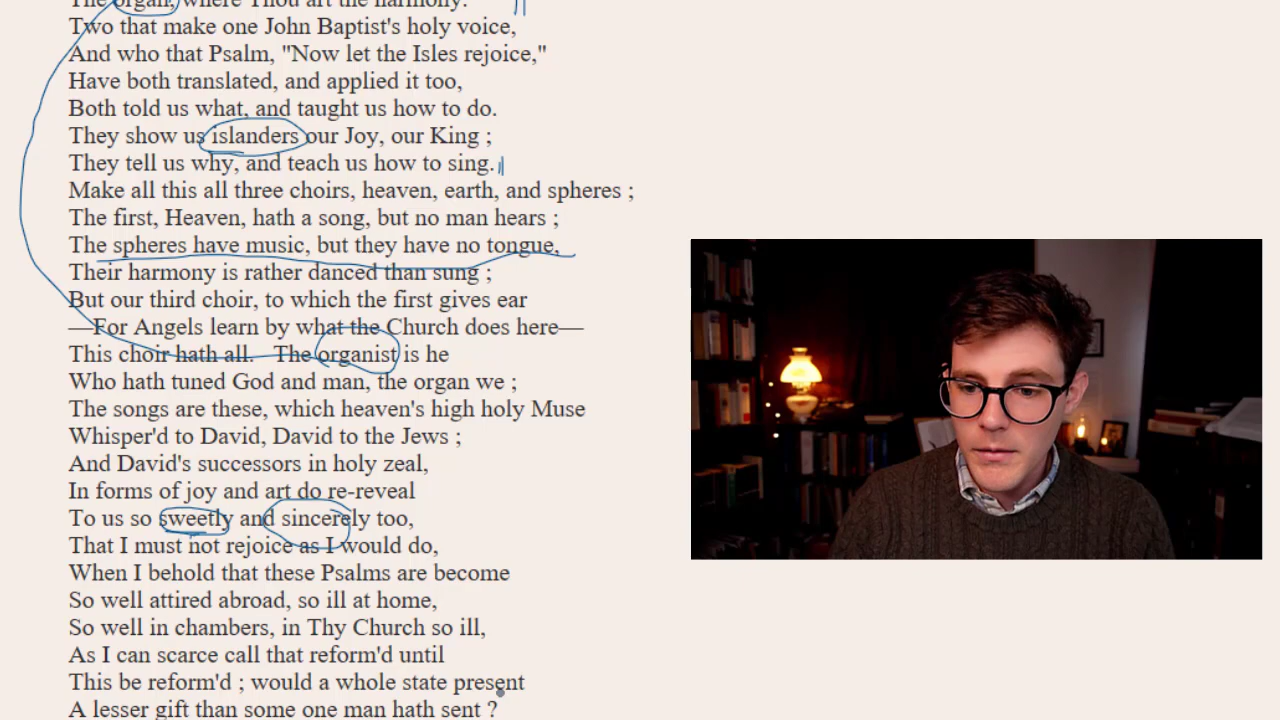 The organ, where Thou art the harmony.
Two that make one John Baptist's holy voice,
And who that Psalm, "Now let the Isles rejoice,"
Have both translated, and applied it too,
Both told us what, and taught us how to do.
They show us islanders our Joy, our King ;
They tell us why, and teach us how to sing.
Make all this all three choirs, heaven, earth, and spheres ;
The first, Heaven, hath a song, but no man hears ;
The spheres have music, but they have no tongue,
Their harmony is rather danced than sung ;
But our third choir, to which the first gives ear
—For Angels learn by what the Church does here—
This choir hath all. The organist is he
Who hath tuned God and man, the organ we ;
The songs are these, which heaven's high holy Muse
Whisper'd to David, David to the Jews ;
And David's successors in holy zeal,
In forms of joy and art do re-reveal
To us so sweetly and sincerely too,
That I must not rejoice as I would do,
When I behold that these Psalms are become
So well attired abroad, so ill at home,
So well in chambers, in Thy Church so ill,
As I can scarce call that reform'd until
This be reform'd ; would a whole state present
A lesser gift than some one man hath sent ?